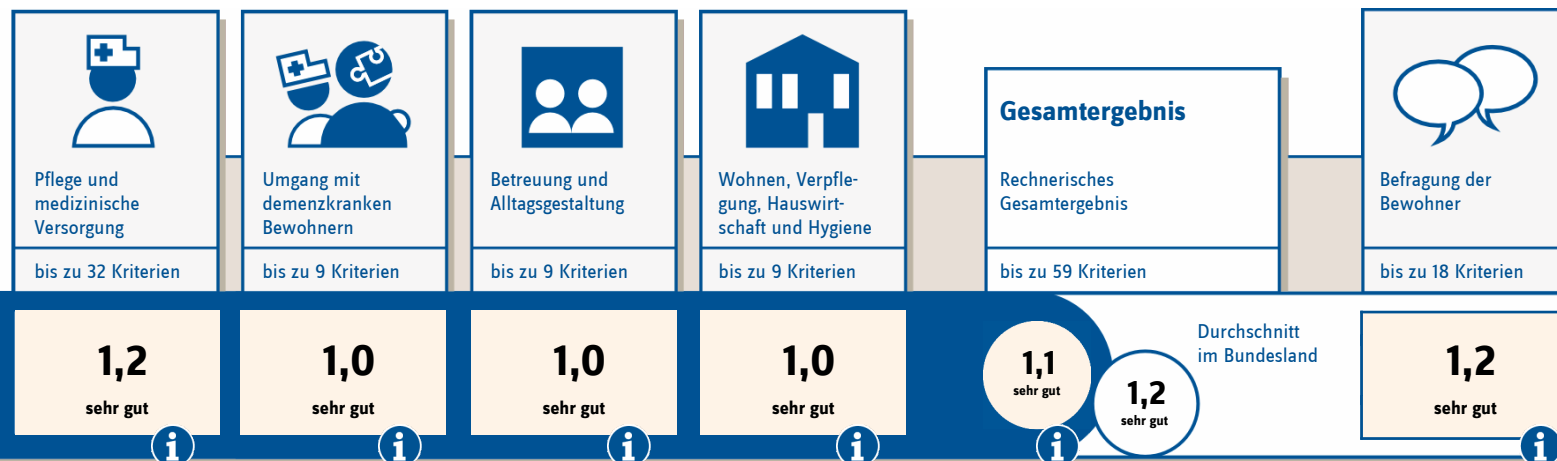 Pflege und
medizinische
Versorgung
bis zu 32 Kriterien
1,2
sehr gut
i
Umgang mit
demenzkranken
Bewohnern
bis zu 9 Kriterien
1,0
sehr gut
i
Betreuung und
Alltagsgestaltung
bis zu 9 Kriterien
1,0
sehr gut
i
Wohnen, Verpfle-
gung, Hauswirt-
schaft und Hygiene
bis zu 9 Kriterien
1,0
sehr gut
i
Gesamtergebnis
Rechnerisches
Gesamtergebnis
bis zu 59 Kriterien
1,1
sehr gut
i
Durchschnitt
im Bundesland
1,2
sehr gut
Befragung der
Bewohner
bis zu 18 Kriterien
1,2
sehr gut
i